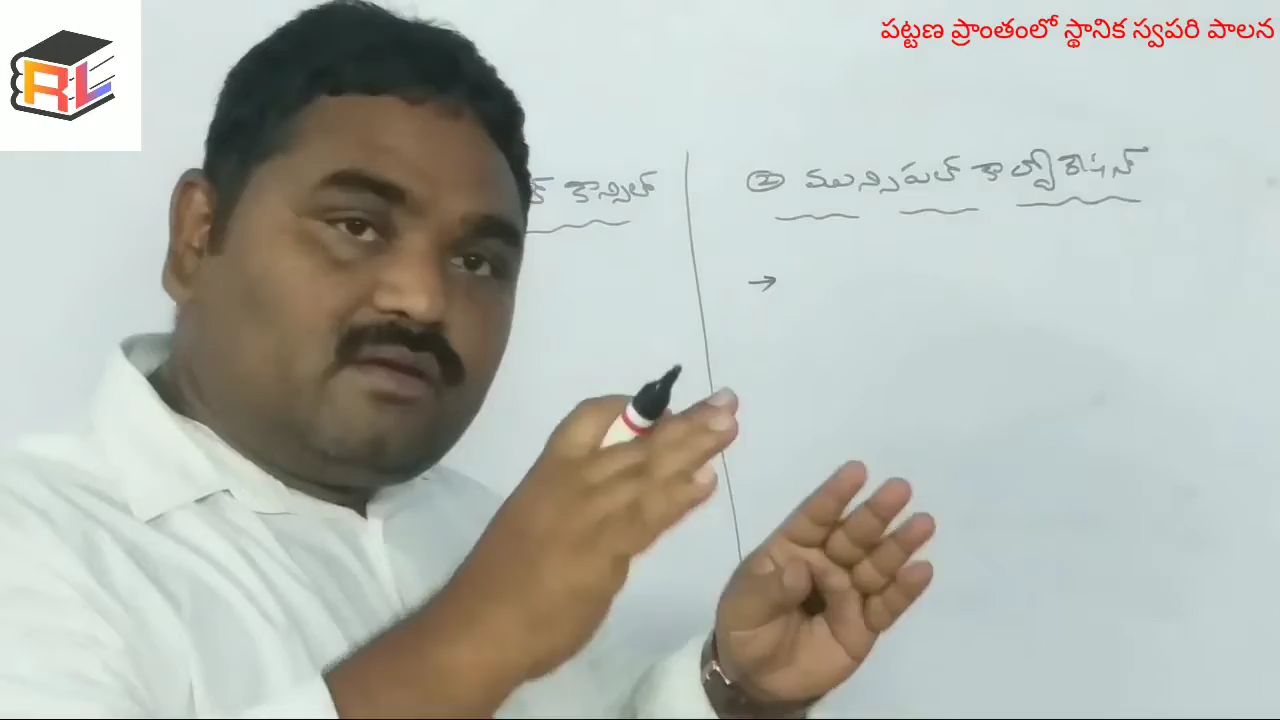 RL
పట్టణ ప్రాంతంలో స్థానిక స్వపరి పాలన
కౌన్సిల్
② మున్సిపల్ కార్పోరేషన్
→